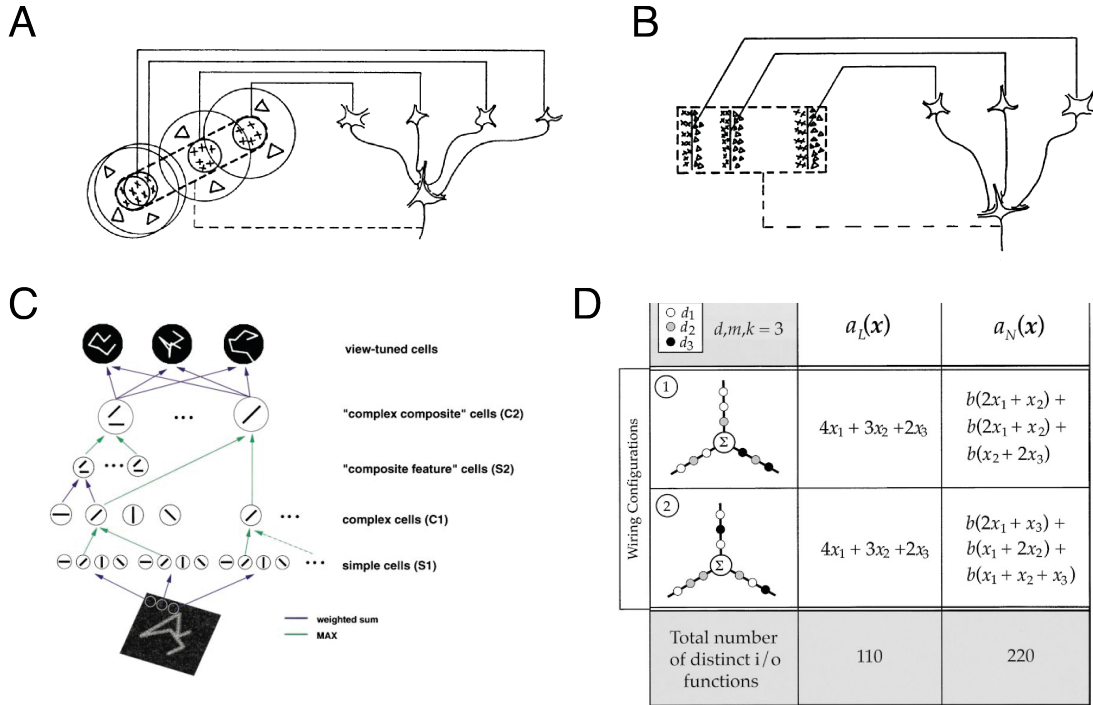 A
B
C
view-tuned cells
"complex composite" cells (C2)
"composite feature" cells (S2)
complex cells (C1)
simple cells (S1)
weighted sum
MAX
D
d₁
d₂
d₃
d,m,k = 3
a_L(x)
a_N(x)
Wiring Configurations
1
Σ
4x₁ + 3x₂ +2x₃
b(2x₁ + x₂) +
b(2x₁ + x₂) +
b(x₂ + 2x₃)
2
Σ
4x₁ + 3x₂ +2x₃
b(2x₁ + x₃) +
b(x₁ + 2x₂) +
b(x₁ + x₂ + x₃)
Total number
of distinct i/o
functions
110
220